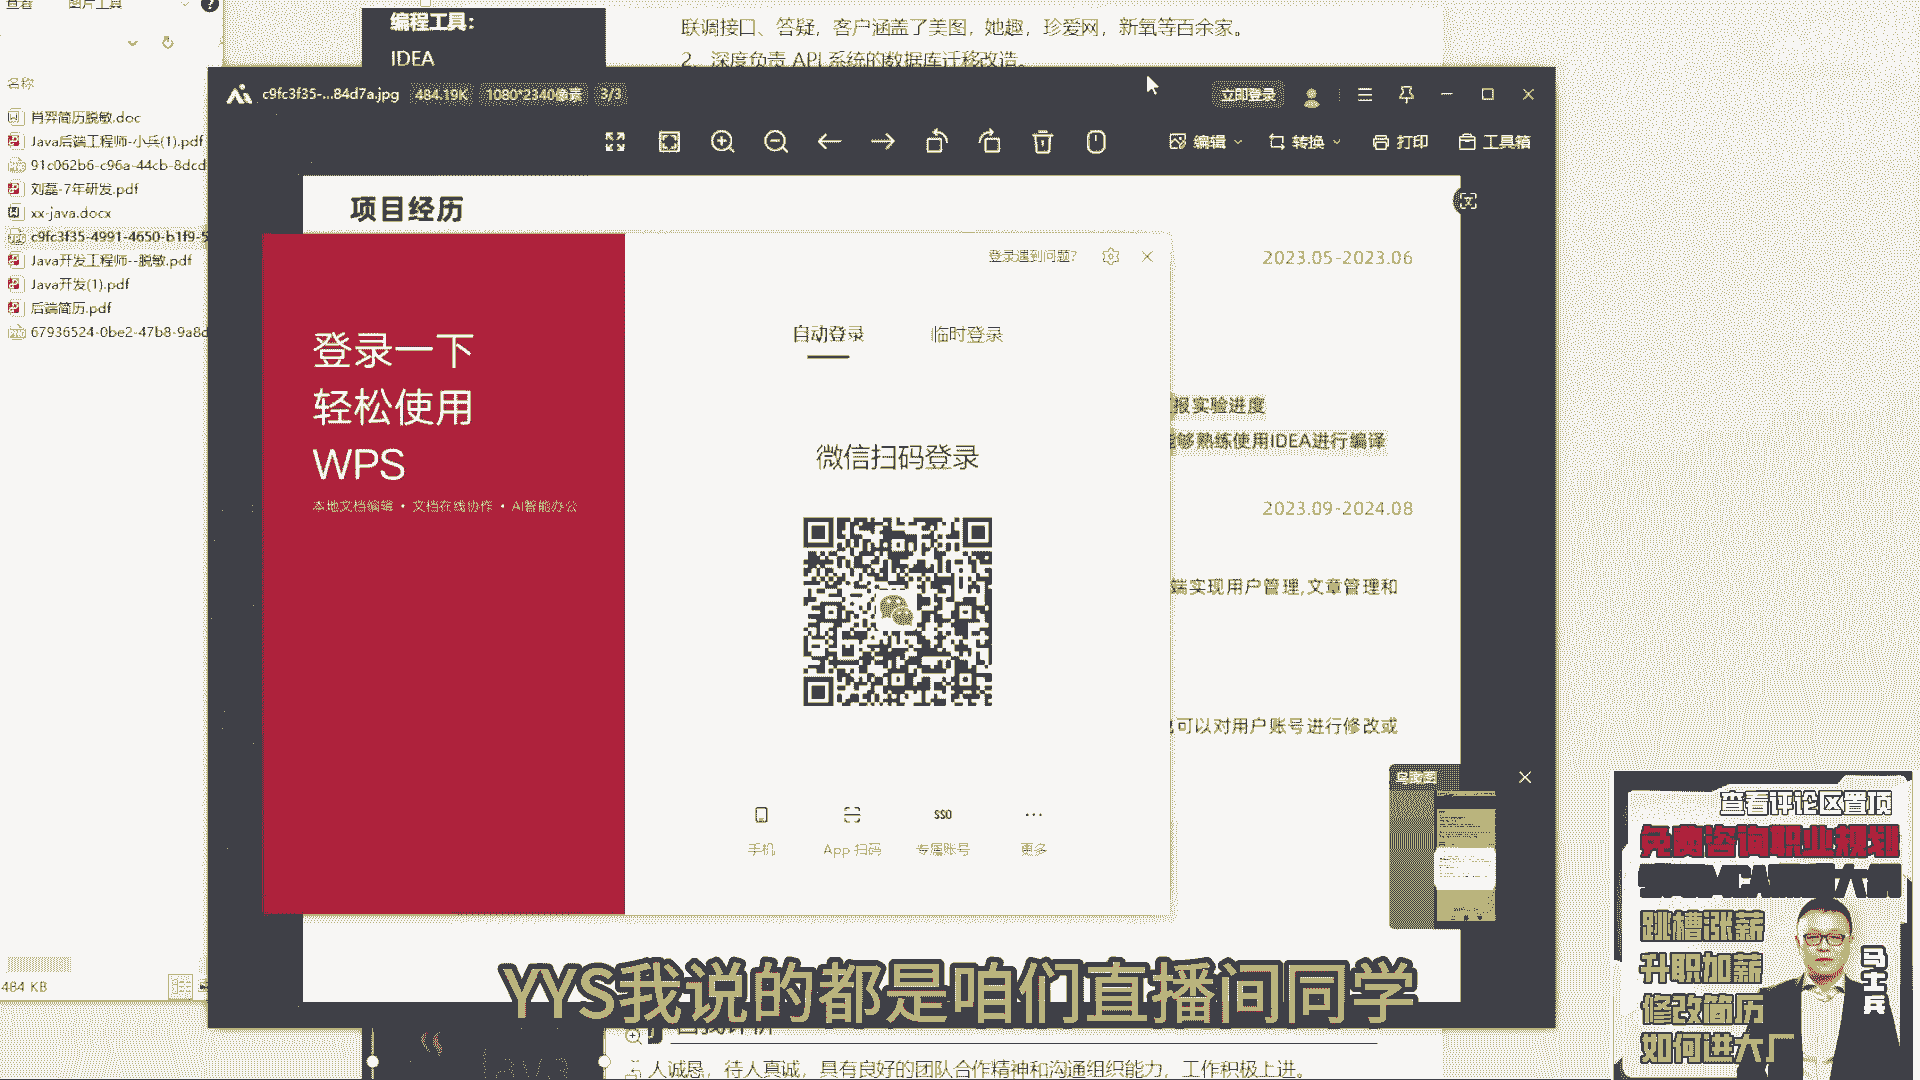 查看
图片工具
名称
肖羿简历脱敏.doc
Java后端工程师-小兵(1).pdf
91c062b6-c96a-44cb-8dcd
刘磊-7年研发.pdf
xx-java.docx
c9fc3f35-4991-4650-b1f9-5
Java开发工程师--脱敏.pdf
Java开发(1).pdf
后端简历.pdf
67936524-0be2-47b8-9a8d
484 KB
编程工具：
IDEA
联调接口、答疑，客户涵盖了美图，她趣，珍爱网，新氧等百余家。
2、深度负责 API 系统的数据库迁移改造。
c9fc3f35-...84d7a.jpg
484.19K
1080*2340像素
3/3
立即登录
编辑
转换
打印
工具箱
项目经历
2023.05-2023.06
报实验进度
能够熟练使用IDEA进行编译
2023.09-2024.08
端实现用户管理,文章管理和
可以对用户账号进行修改或
登录遇到问题?
登录一下
轻松使用
WPS
本地文档编辑 • 文档在线协作 • AI智能办公
自动登录
临时登录
微信扫码登录
手机
App 扫码
SSO
专属账号
更多
YYS我说的都是咱们直播间同学
自我评价
人诚恳，待人真诚，具有良好的团队合作精神和沟通组织能力，工作积极上进。
查看评论区置顶
免费咨询职业规划
跳槽涨薪
升职加薪
修改简历
如何进大厂
马士兵